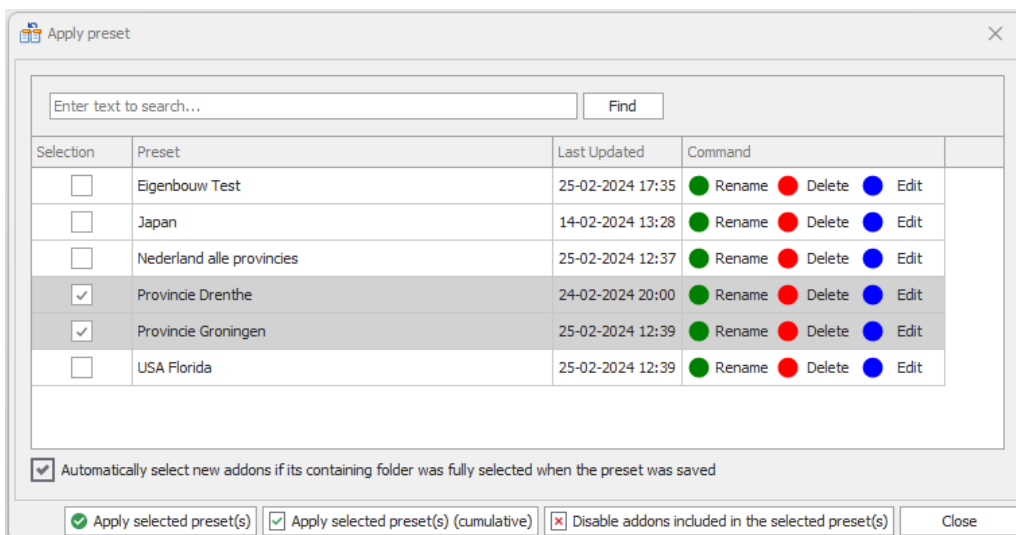 Apply preset
Enter text to search... Find
Selection Preset Last Updated Command
Eigenbouw Test 25-02-2024 17:35 Rename Delete Edit
Japan 14-02-2024 13:28 Rename Delete Edit
Nederland alle provincies 25-02-2024 12:37 Rename Delete Edit
Provincie Drenthe 24-02-2024 20:00 Rename Delete Edit
Provincie Groningen 25-02-2024 12:39 Rename Delete Edit
USA Florida 25-02-2024 12:39 Rename Delete Edit
Automatically select new addons if its containing folder was fully selected when the preset was saved
Apply selected preset(s) Apply selected preset(s) (cumulative) Disable addons included in the selected preset(s) Close